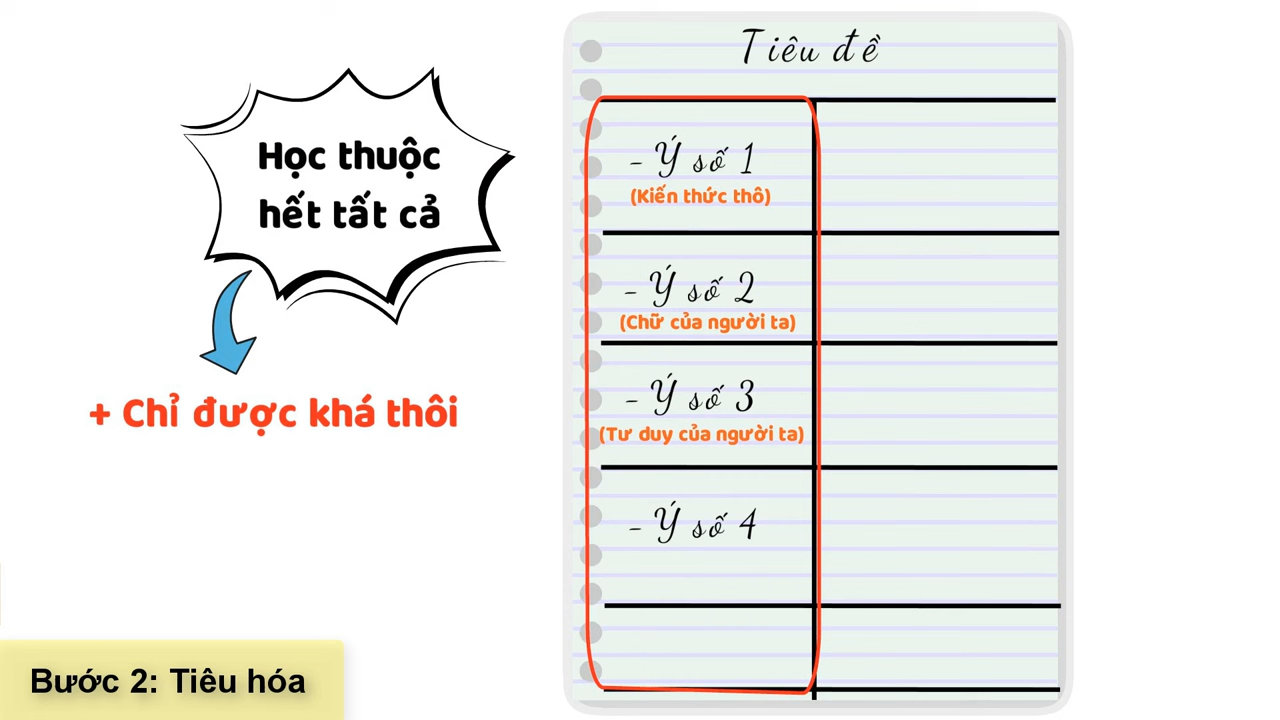 Học thuộc
hết tất cả
+ Chỉ được khá thôi
Tiêu đề
- Ý số 1
(Kiến thức thô)
- Ý số 2
(Chữ của người ta)
- Ý số 3
(Tư duy của người ta)
- Ý số 4
Bước 2: Tiêu hóa